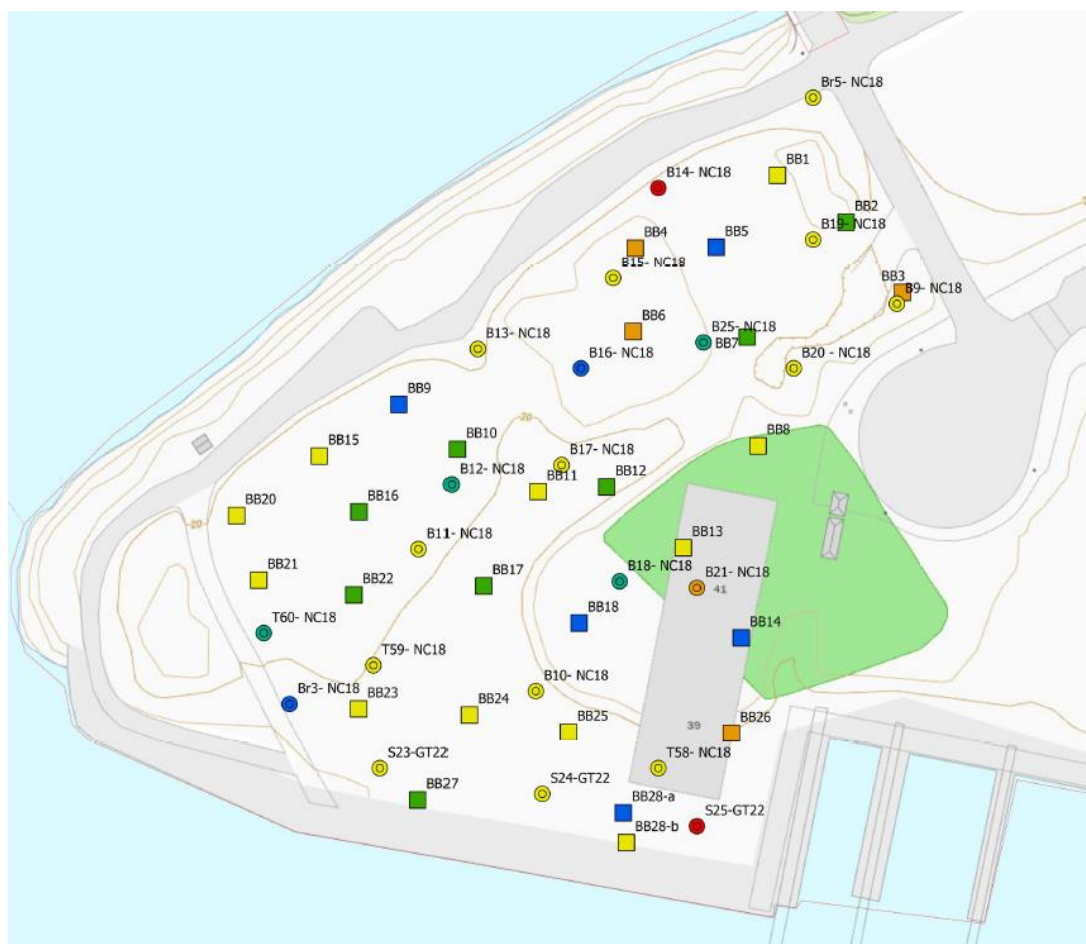 Br5- NC18
BB1
B14- NC18
BB2
B19- NC18
BB4
BB5
B15- NC18
BB3
B9- NC18
BB6
B25- NC18
BB7
B13- NC18
B16- NC18
B20 - NC18
BB9
-20
BB8
BB10
BB15
B17- NC18
B12- NC18
BB11
BB12
BB20
BB16
-20
B11- NC18
BB13
BB21
BB22
BB17
B18- NC18
B21- NC18
41
T60- NC18
BB18
BB14
T59- NC18
Br3- NC18
B10- NC18
BB23
BB24
BB25
39
BB26
S23-GT22
T58- NC18
BB27
S24-GT22
BB28-a
S25-GT22
BB28-b